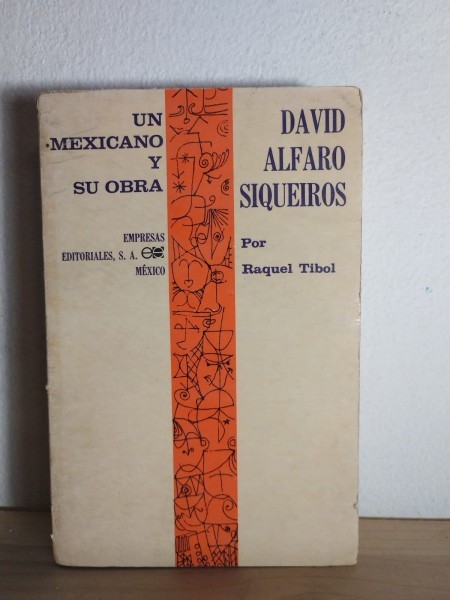 UN
MEXICANO
Y
SU OBRA
EMPRESAS
EDITORIALES, S. A.
MÉXICO
DAVID
ALFARO
SIQUEIROS
Por
Raquel Tibol